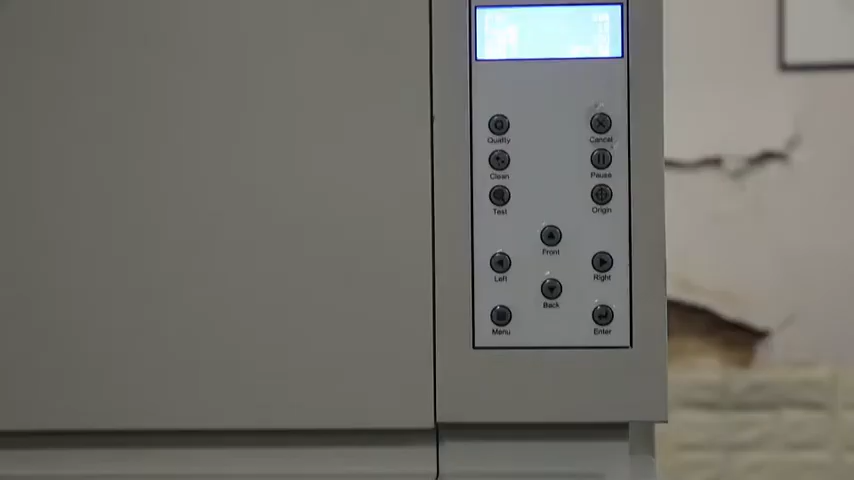 Quality Cancel
Clean Pause
Test Origin
Front
Left Right
Back
Menu Enter